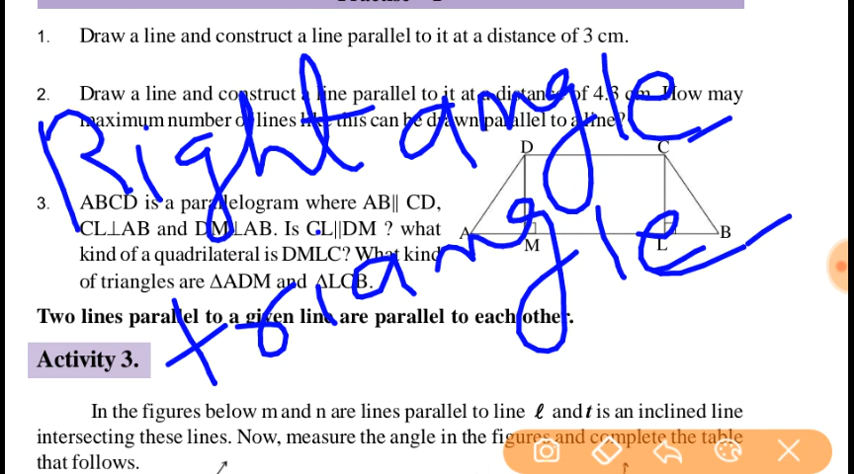 1. Draw a line and construct a line parallel to it at a distance of 3 cm.
2. Draw a line and construct a line parallel to it at a distance of 4.3 cm. How may
maximum number of lines like this can be drawn parallel to a line?
Right angle
D C
3. ABCD is a parallelogram where AB|| CD,
CL⊥AB and DM⊥AB. Is CL||DM ? what
A M L B
kind of a quadrilateral is DMLC? What kind
of triangles are ΔADM and ΔLCB.
triangle
Two lines parallel to a given line are parallel to each other.
Activity 3.
In the figures below m and n are lines parallel to line ℓ and t is an inclined line
intersecting these lines. Now, measure the angle in the figures and complete the table
that follows.